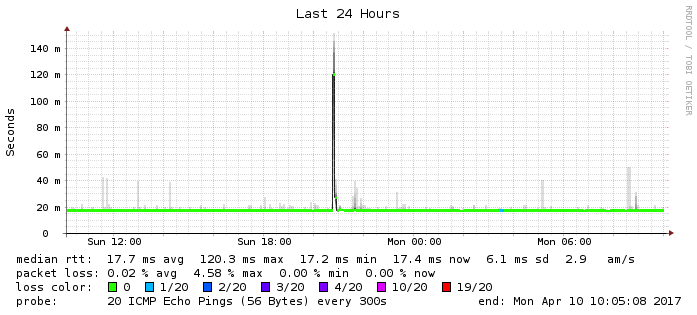 Last 24 Hours
RRDTOOL / TOBI OETIKER
Seconds
140 m
120 m
100 m
80 m
60 m
40 m
20 m
0
Sun 12:00 Sun 18:00 Mon 00:00 Mon 06:00
median rtt: 17.7 ms avg 120.3 ms max 17.2 ms min 17.4 ms now 6.1 ms sd 2.9 am/s
packet loss: 0.02 % avg 4.58 % max 0.00 % min 0.00 % now
loss color: 0 1/20 2/20 3/20 4/20 10/20 19/20
probe: 20 ICMP Echo Pings (56 Bytes) every 300s end: Mon Apr 10 10:05:08 2017